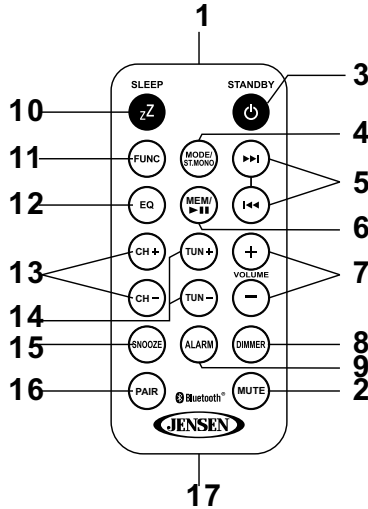 1
SLEEP STANDBY
3
10 zZ
4
11 FUNC MODE/ ST.MONO
5
12 EQ MEM/
6
13 CH + TUN +
VOLUME 7
CH − TUN −
14
15 SNOOZE ALARM DIMMER 8
9
16 PAIR Bluetooth® MUTE 2
JENSEN
17